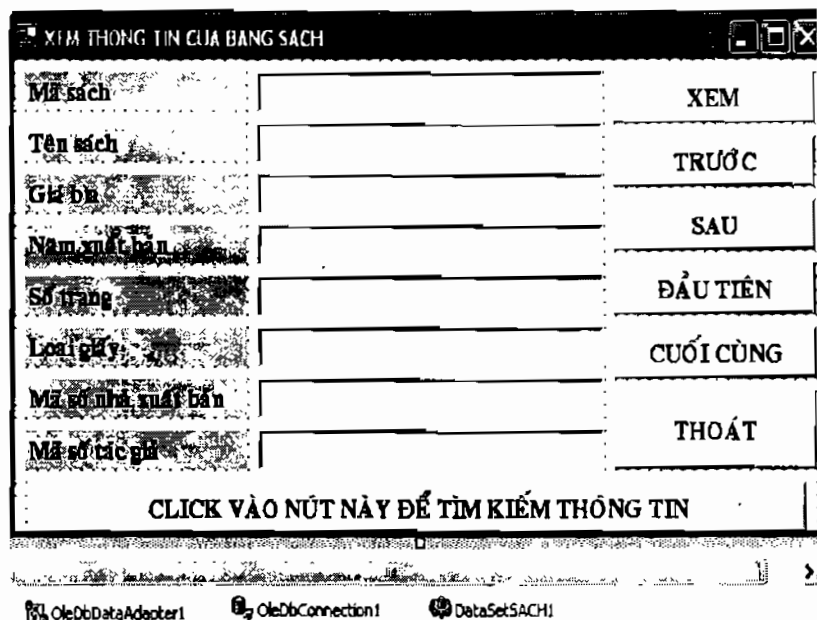 XEM THONG TIN CUA BANG SACH
Mã sách
XEM
Tên sách
TRƯỚC
Giá bìa
SAU
Năm xuất bản
Số trang
ĐẦU TIÊN
Loại giấy
CUỐI CÙNG
Mã số nhà xuất bản
Mã số tác giả
THOÁT
CLICK VÀO NÚT NÀY ĐỂ TÌM KIẾM THÔNG TIN
OleDbDataAdapter1
OleDbConnection1
DataSetSACH1